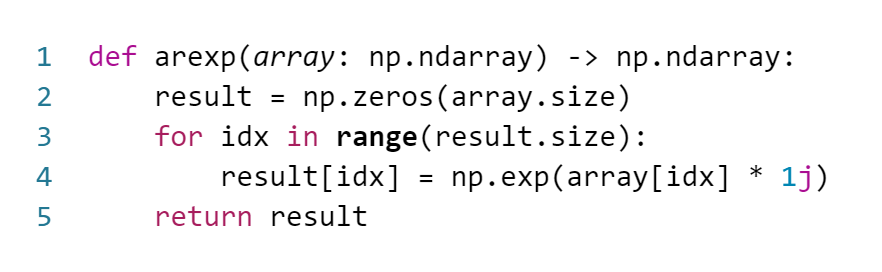 1 def arexp(array: np.ndarray) -> np.ndarray:
2     result = np.zeros(array.size)
3     for idx in range(result.size):
4         result[idx] = np.exp(array[idx] * 1j)
5     return result